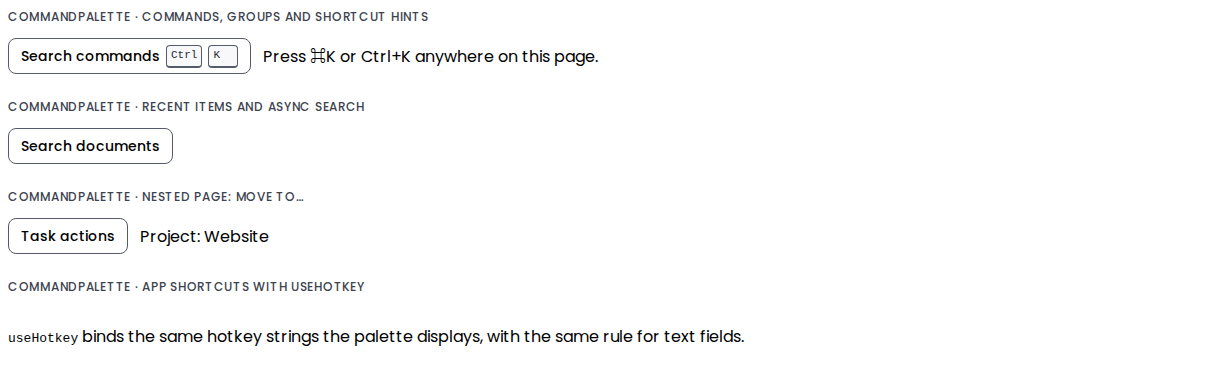 COMMANDPALETTE · COMMANDS, GROUPS AND SHORTCUT HINTS
Search commands Ctrl K Press ⌘K or Ctrl+K anywhere on this page.
COMMANDPALETTE · RECENT ITEMS AND ASYNC SEARCH
Search documents
COMMANDPALETTE · NESTED PAGE: MOVE TO…
Task actions Project: Website
COMMANDPALETTE · APP SHORTCUTS WITH USEHOTKEY
useHotkey binds the same hotkey strings the palette displays, with the same rule for text fields.